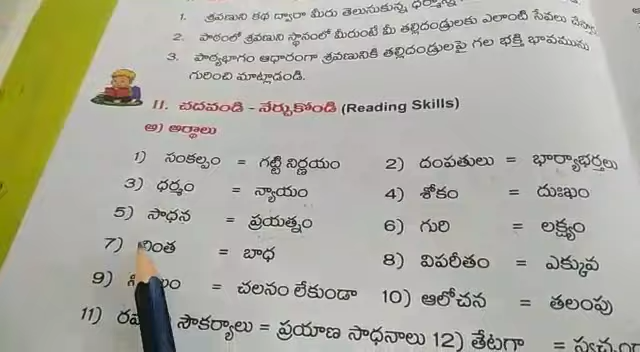 1. శ్రవణుని కథ ద్వారా మీరు తెలుసుకున్న
2. పాఠంలో శ్రవణుని స్థానంలో మీరుంటే మీ తల్లిదండ్రులకు ఎలాంటి సేవలు
3. పాఠ్యభాగం ఆధారంగా శ్రవణునికి తల్లిదండ్రులపై గల భక్తి భావమును
గురించి మాట్లాడండి.
II. చదవండి - నేర్చుకోండి (Reading Skills)
అ) అర్థాలు
1) సంకల్పం = గట్టి నిర్ణయం 2) దంపతులు = భార్యాభర్తలు
3) ధర్మం = న్యాయం 4) శోకం = దుఃఖం
5) సాధన = ప్రయత్నం 6) గురి = లక్ష్యం
7) చింత = బాధ 8) విపరీతం = ఎక్కువ
9) = చలనం లేకుండా 10) ఆలోచన = తలంపు
11) సౌకర్యాలు = ప్రయాణ సాధనాలు 12) తేటగా =